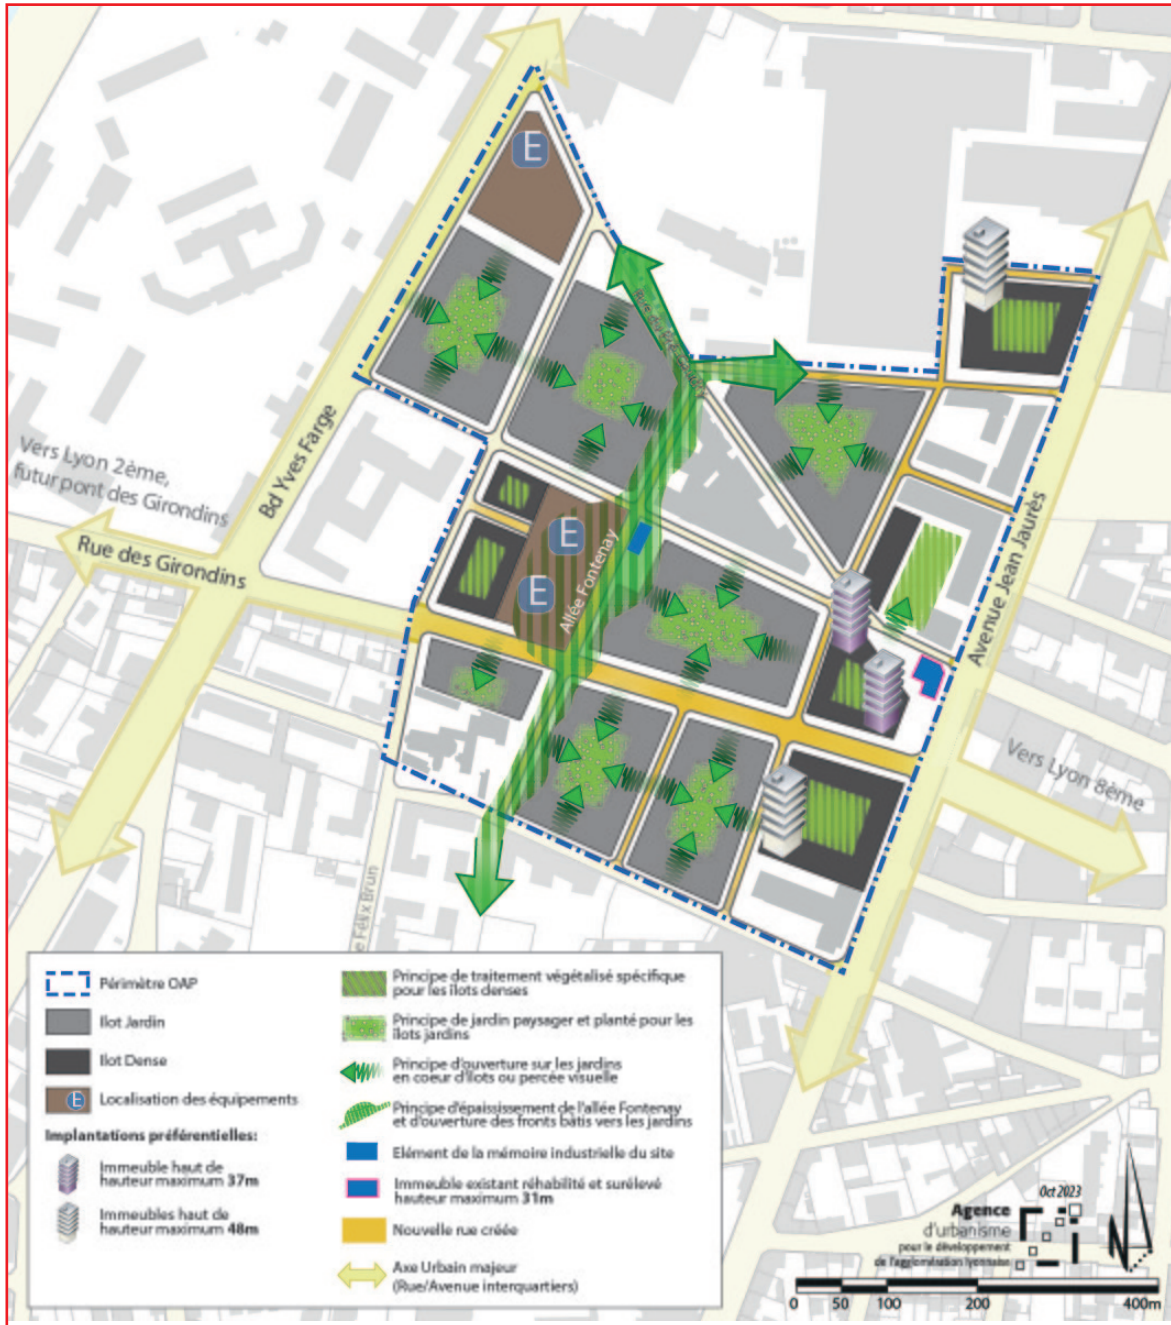 E
Vers Lyon 2ème,
futur pont des Girondins
Bd Yves Farge
Rue des Girondins
E
E
Allée Fontenay
Avenue Jean Jaurès
Vers Lyon 8ème
e Félix Brun
Périmètre OAP
Ilot Jardin
Ilot Dense
E
Localisation des équipements
Implantations préférentielles:
Immeuble haut de
hauteur maximum 37m
Immeubles haut de
hauteur maximum 48m
Principe de traitement végétalisé spécifique
pour les îlots denses
Principe de jardin paysager et planté pour les
îlots jardins
Principe d'ouverture sur les jardins
en coeur d'îlots ou percée visuelle
Principe d'épaississement de l'allée Fontenay
et d'ouverture des fronts bâtis vers les jardins
Elément de la mémoire industrielle du site
Immeuble existant réhabilité et surélevé
hauteur maximum 31m
Nouvelle rue créée
Axe Urbain majeur
(Rue/Avenue interquartiers)
Oct 2023
Agence
d'urbanisme
pour le développement
de l'agglomération lyonnaise
0 50 100 200 400m